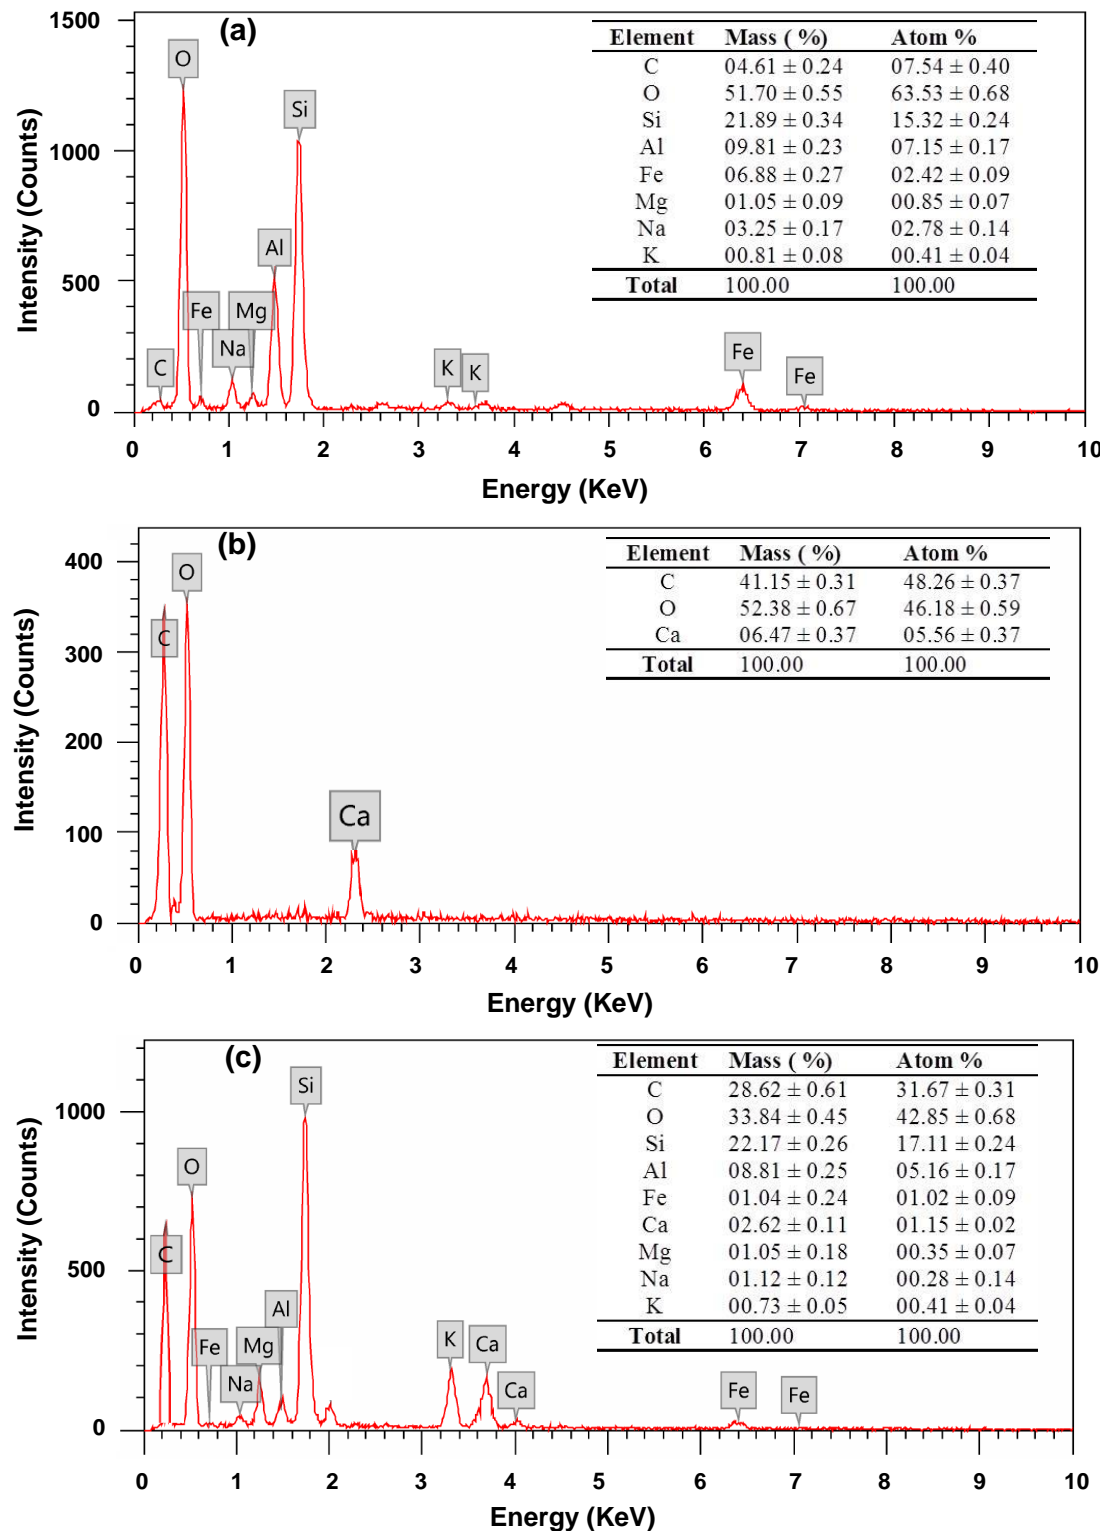 (a)
1500
1000
500
0
Intensity (Counts)
O
Si
Al
Fe
Mg
Na
C
K
K
Fe
Fe
Element Mass ( %) Atom %
C 04.61 ± 0.24 07.54 ± 0.40
O 51.70 ± 0.55 63.53 ± 0.68
Si 21.89 ± 0.34 15.32 ± 0.24
Al 09.81 ± 0.23 07.15 ± 0.17
Fe 06.88 ± 0.27 02.42 ± 0.09
Mg 01.05 ± 0.09 00.85 ± 0.07
Na 03.25 ± 0.17 02.78 ± 0.14
K 00.81 ± 0.08 00.41 ± 0.04
Total 100.00 100.00
0 1 2 3 4 5 6 7 8 9 10
Energy (KeV)
(b)
400
300
200
100
0
Intensity (Counts)
O
C
Ca
Element Mass ( %) Atom %
C 41.15 ± 0.31 48.26 ± 0.37
O 52.38 ± 0.67 46.18 ± 0.59
Ca 06.47 ± 0.37 05.56 ± 0.37
Total 100.00 100.00
0 1 2 3 4 5 6 7 8 9 10
Energy (KeV)
(c)
1000
500
0
Intensity (Counts)
Si
O
C
Al
Fe
Mg
Na
K
Ca
Ca
Fe
Fe
Element Mass ( %) Atom %
C 28.62 ± 0.61 31.67 ± 0.31
O 33.84 ± 0.45 42.85 ± 0.68
Si 22.17 ± 0.26 17.11 ± 0.24
Al 08.81 ± 0.25 05.16 ± 0.17
Fe 01.04 ± 0.24 01.02 ± 0.09
Ca 02.62 ± 0.11 01.15 ± 0.02
Mg 01.05 ± 0.18 00.35 ± 0.07
Na 01.12 ± 0.12 00.28 ± 0.14
K 00.73 ± 0.05 00.41 ± 0.04
Total 100.00 100.00
0 1 2 3 4 5 6 7 8 9 10
Energy (KeV)